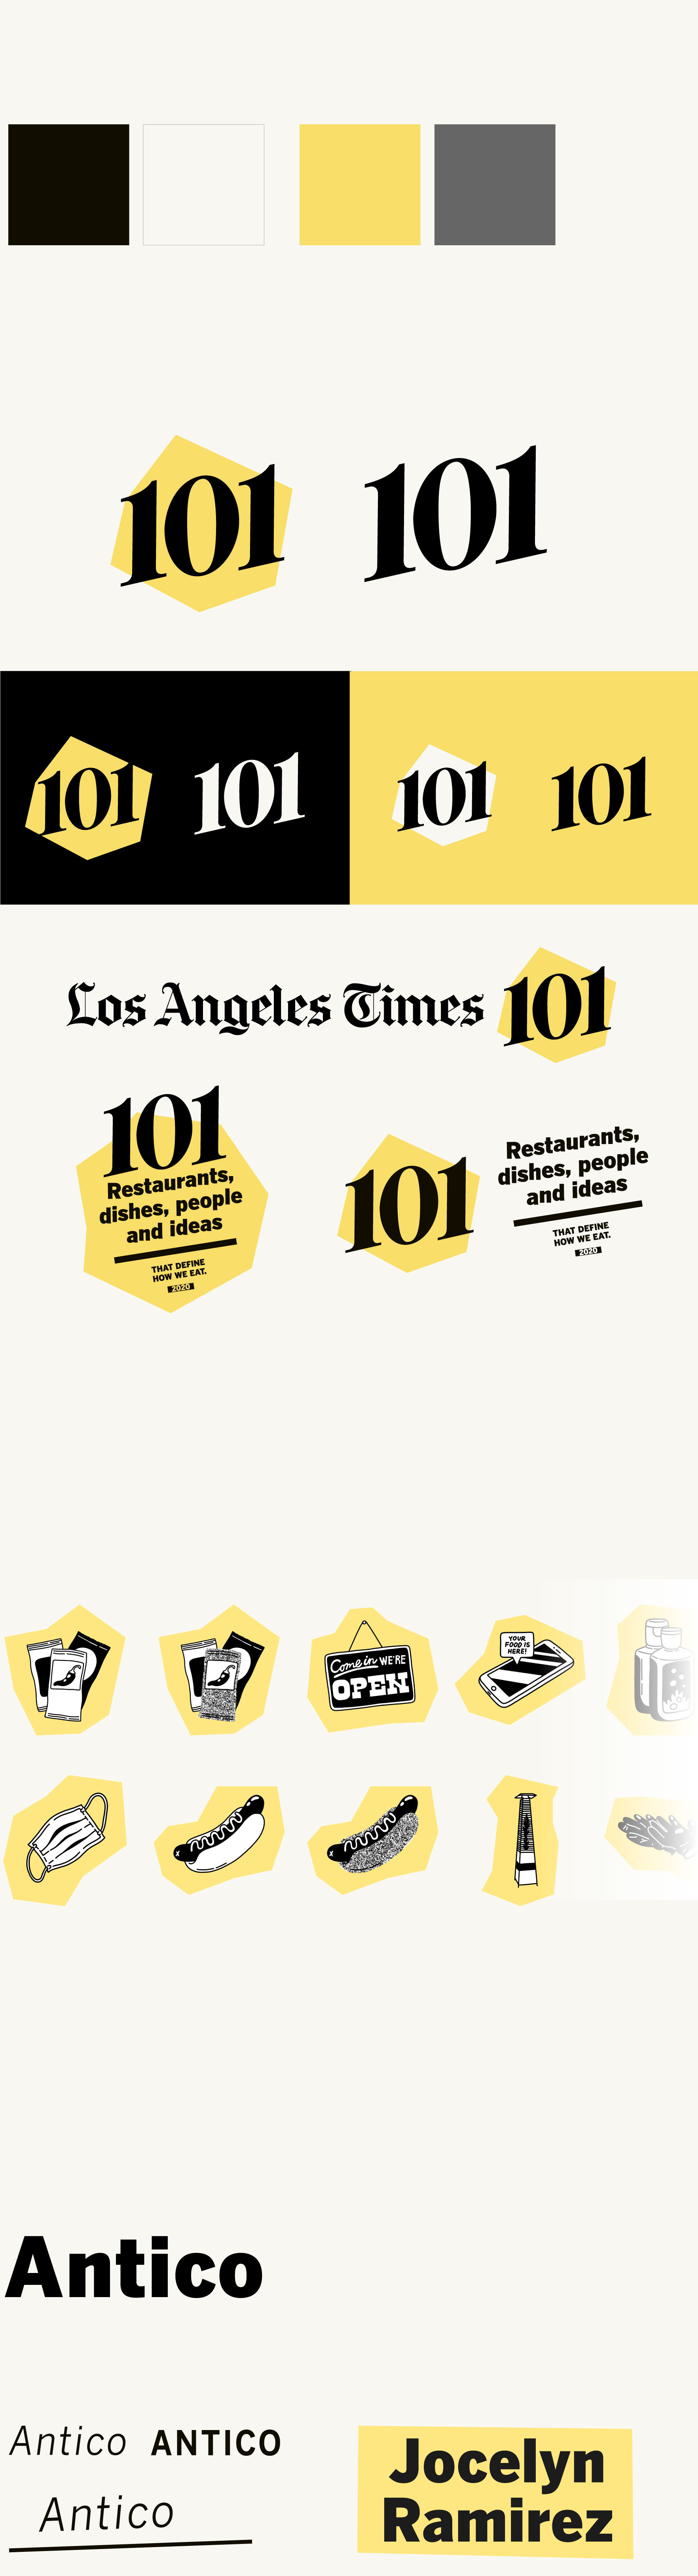 101
101
101
101
101
101
Los Angeles Times 101
101
Restaurants,
dishes, people
and ideas
THAT DEFINE
HOW WE EAT.
2020
101
Restaurants,
dishes, people
and ideas
THAT DEFINE
HOW WE EAT.
2020
Come in WE'RE
OPEN
YOUR
FOOD IS
HERE!
Antico
Antico ANTICO
Antico
Jocelyn
Ramirez